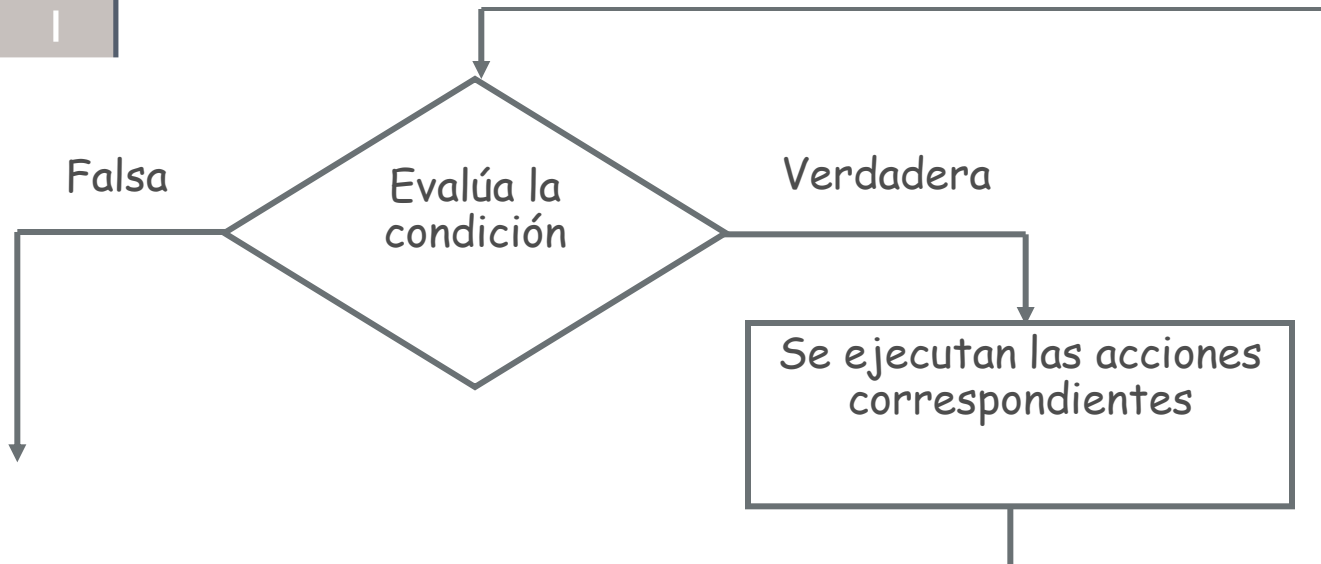 I
Falsa
Evalúa la
condición
Verdadera
Se ejecutan las acciones
correspondientes